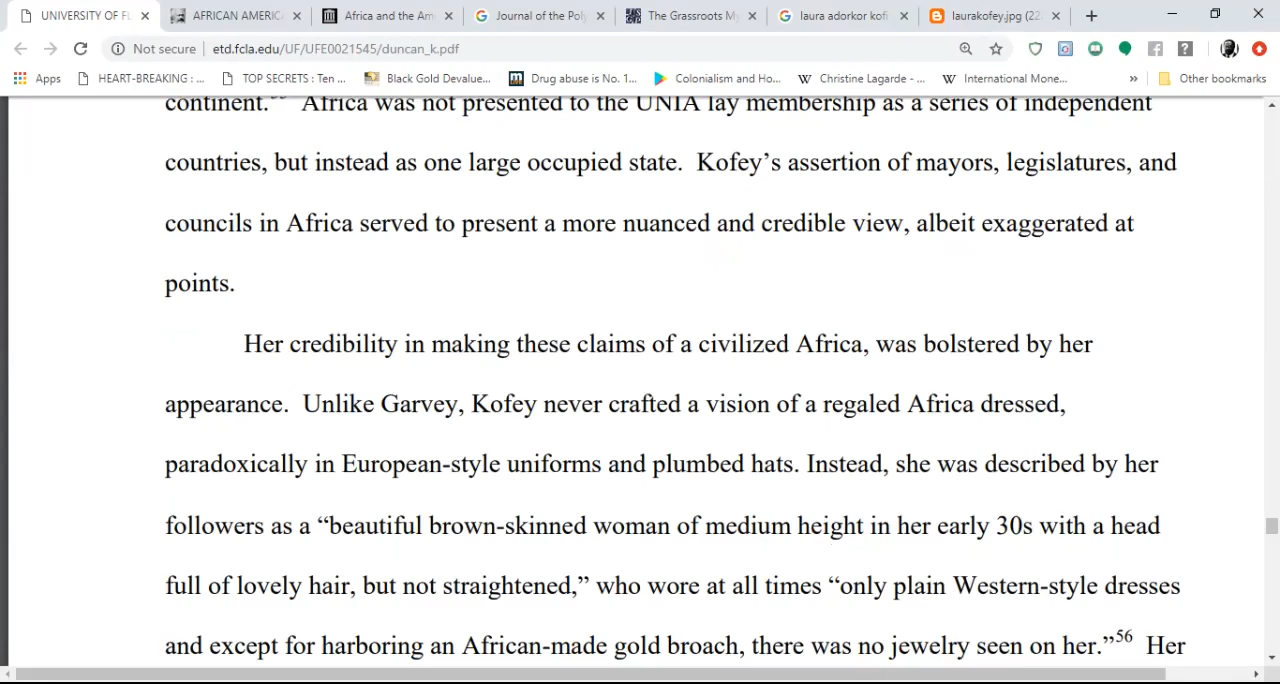 UNIVERSITY OF FL
AFRICAN AMERIC
Africa and the Am
Journal of the Pol
The Grassroots M
laura adorkor kof
laurakofey.jpg (22
Not secure | etd.fcla.edu/UF/UFE0021545/duncan_k.pdf
Apps
HEART-BREAKING : ...
TOP SECRETS : Ten ...
Black Gold Devalue...
Drug abuse is No. 1...
Colonialism and Ho...
Christine Lagarde - ...
International Mone...
»
Other bookmarks
continent. Africa was not presented to the UNIA lay membership as a series of independent
countries, but instead as one large occupied state. Kofey’s assertion of mayors, legislatures, and
councils in Africa served to present a more nuanced and credible view, albeit exaggerated at
points.
Her credibility in making these claims of a civilized Africa, was bolstered by her
appearance. Unlike Garvey, Kofey never crafted a vision of a regaled Africa dressed,
paradoxically in European-style uniforms and plumbed hats. Instead, she was described by her
followers as a “beautiful brown-skinned woman of medium height in her early 30s with a head
full of lovely hair, but not straightened,” who wore at all times “only plain Western-style dresses
and except for harboring an African-made gold broach, there was no jewelry seen on her.”56 Her